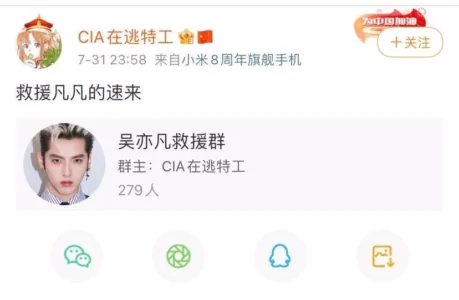 为中国加油
CIA在逃特工
+关注
7-31 23:58 来自小米8周年旗舰手机
救援凡凡的速来
吴亦凡救援群
群主：CIA在逃特工
279人